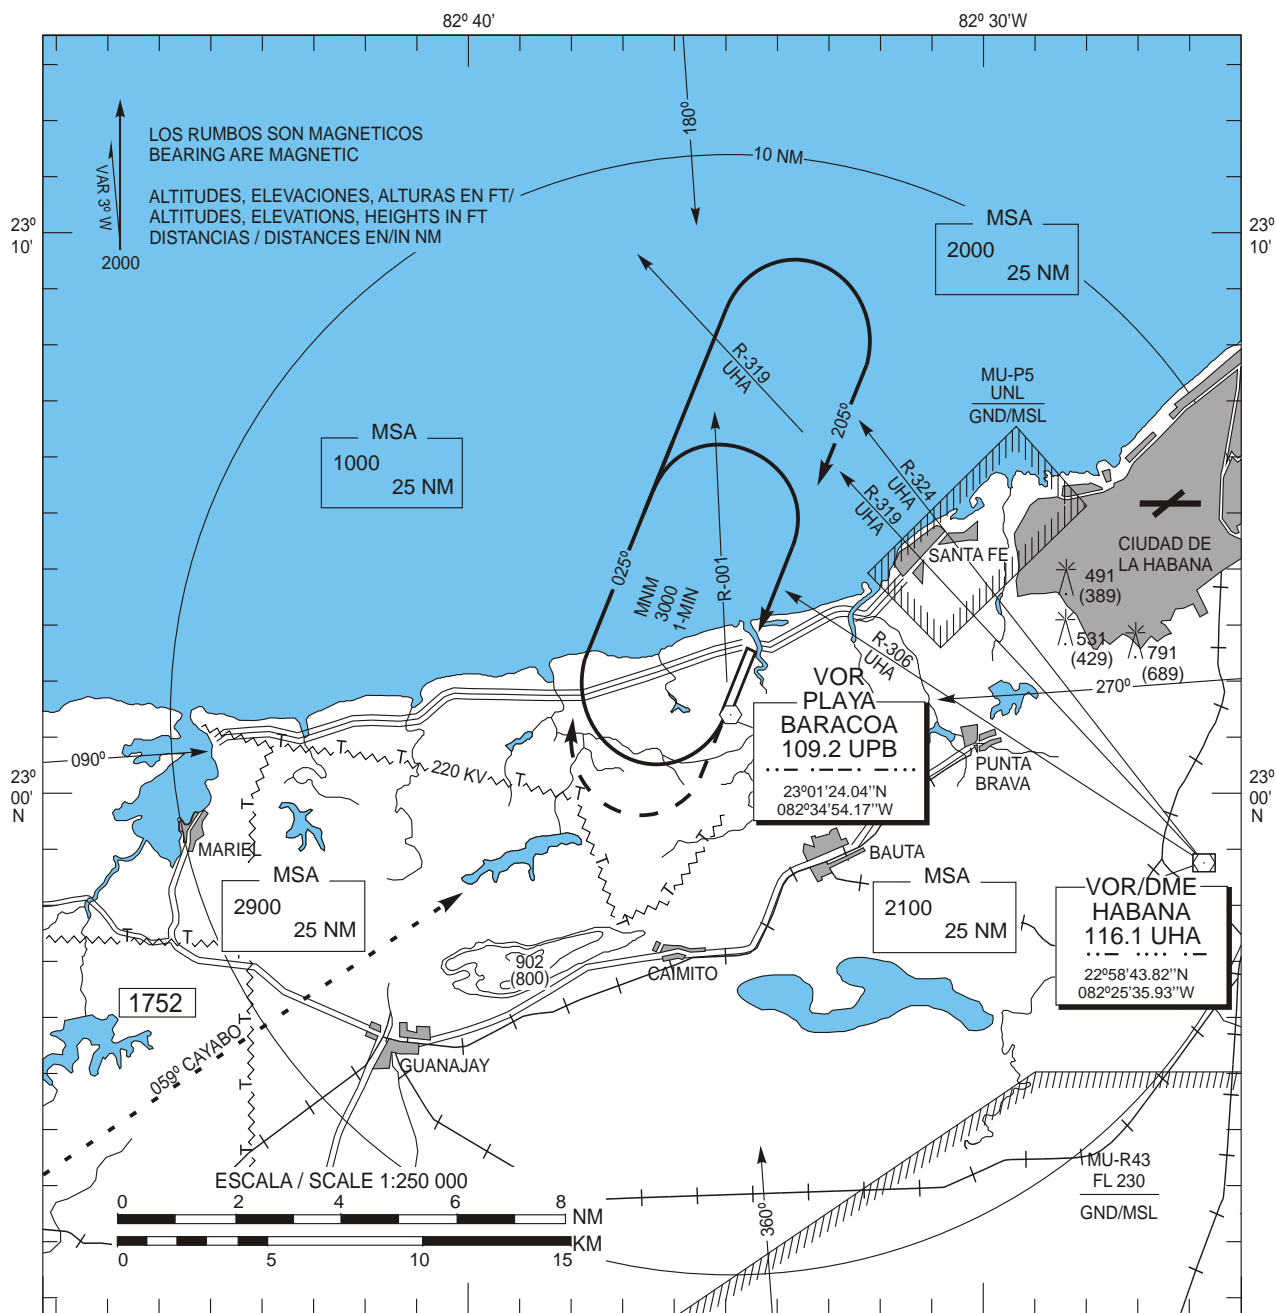 82º 40'
82º 30'W
23º
10'
23º
10'
LOS RUMBOS SON MAGNETICOS
BEARING ARE MAGNETIC
ALTITUDES, ELEVACIONES, ALTURAS EN FT/
ALTITUDES, ELEVATIONS, HEIGHTS IN FT
DISTANCIAS / DISTANCES EN/IN NM
VAR 3º W
2000
180º
10 NM
MSA
2000
25 NM
R-319
UHA
MU-P5
UNL
GND/MSL
205º
MSA
1000
25 NM
R-324
UHA
R-319
UHA
SANTA FE
CIUDAD DE
LA HABANA
491
(389)
531
(429)
791
(689)
025º
MNM
3000
1-MIN
R-001
R-306
UHA
270º
VOR
PLAYA
BARACOA
109.2 UPB
23º01'24.04''N
082º34'54.17''W
PUNTA
BRAVA
090º
T
T
T
220 KV
T
T
T
T
T
T
T
T
T
T
T
23º
00'
N
23º
00'
N
MARIEL
BAUTA
MSA
2900
25 NM
MSA
2100
25 NM
VOR/DME
HABANA
116.1 UHA
22º58'43.82''N
082º25'35.93''W
902
(800)
CAIMITO
1752
059º CAYABO
GUANAJAY
ESCALA / SCALE 1:250 000
0 2 4 6 8
NM
KM
0 5 10 15
360º
MU-R43
FL 230
GND/MSL